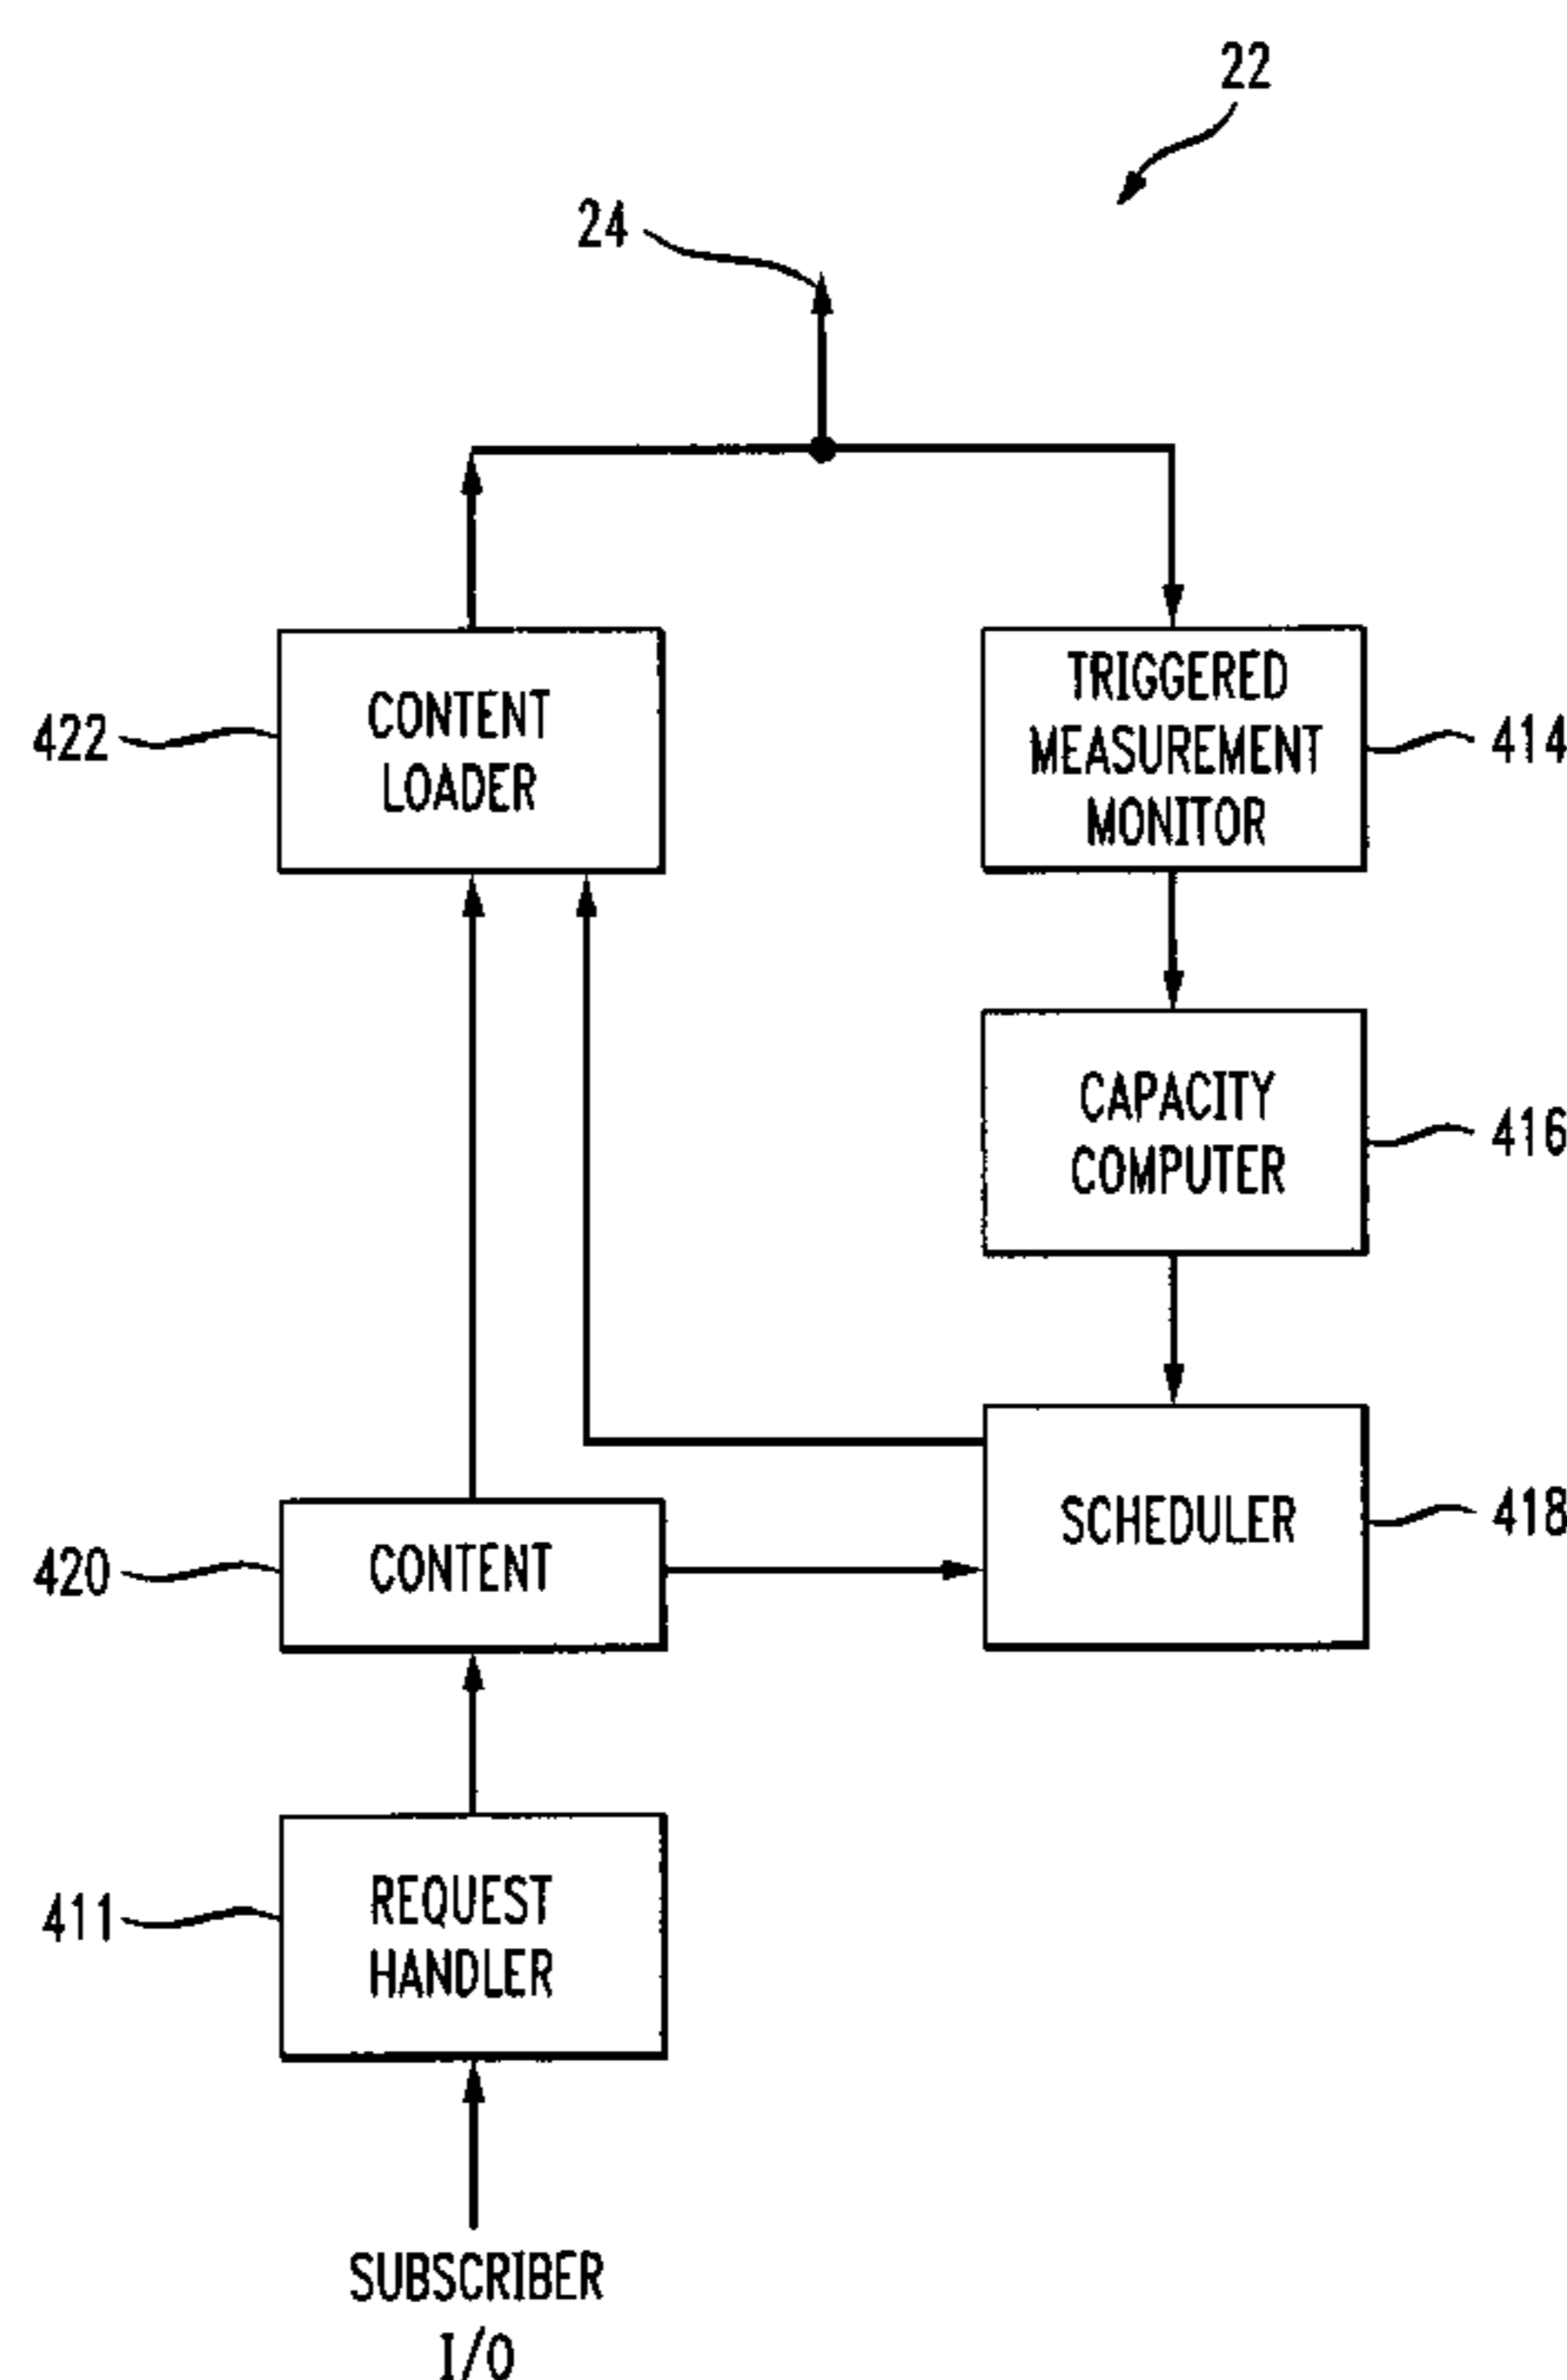 22
24
CONTENT
LOADER
422
TRIGGERED
MEASUREMENT
MONITOR
414
CAPACITY
COMPUTER
416
SCHEDULER
418
CONTENT
420
REQUEST
HANDLER
411
SUBSCRIBER
I/O